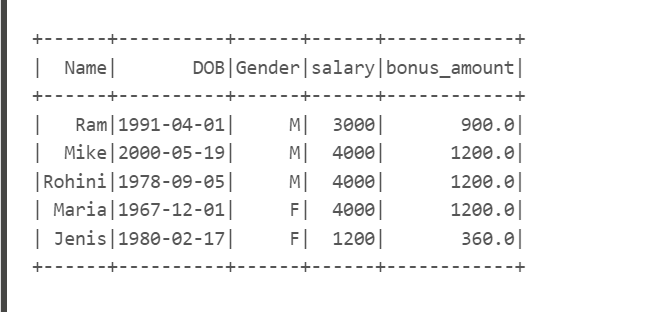 +------+----------+------+------+------------+
|  Name|       DOB|Gender|salary|bonus_amount|
+------+----------+------+------+------------+
|   Ram|1991-04-01|     M|  3000|       900.0|
|  Mike|2000-05-19|     M|  4000|      1200.0|
|Rohini|1978-09-05|     M|  4000|      1200.0|
| Maria|1967-12-01|     F|  4000|      1200.0|
| Jenis|1980-02-17|     F|  1200|       360.0|
+------+----------+------+------+------------+